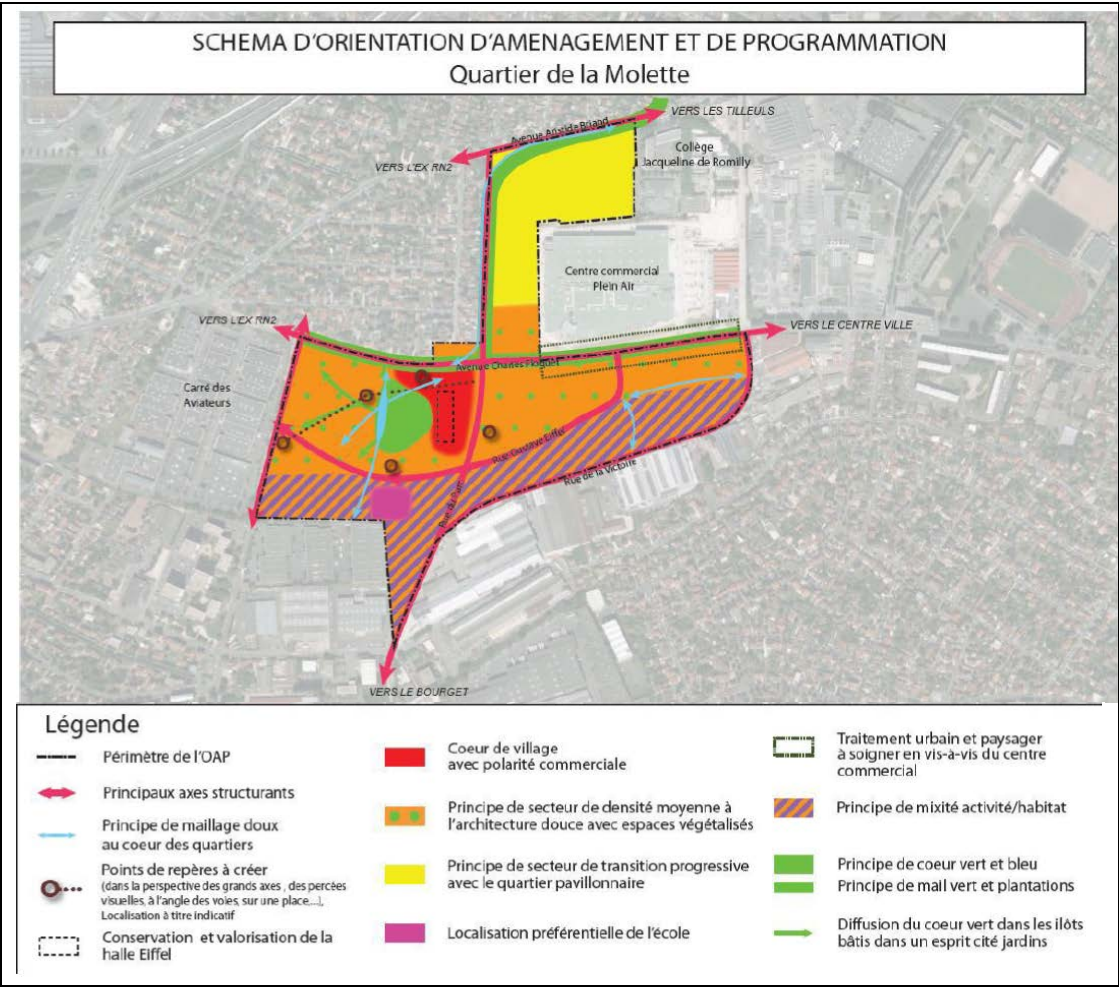 SCHEMA D'ORIENTATION D'AMENAGEMENT ET DE PROGRAMMATION
Quartier de la Molette
VERS LES TILLEULS
Avenue Aristide Briand
Collège
Jacqueline de Romilly
VERS L'EX RN2
Centre commercial
Plein Air
VERS L'EX RN2
VERS LE CENTRE VILLE
Avenue Charles Floquet
Carré des
Aviateurs
Rue Gustave Eiffel
Rue de la Victoire
Rue du Parc
VERS LE BOURGET
Légende
Périmètre de l'OAP
Principaux axes structurants
Principe de maillage doux
au coeur des quartiers
Points de repères à créer
(dans la perspective des grands axes , des percées
visuelles, à l'angle des voies, sur une place,...),
Localisation à titre indicatif
Conservation et valorisation de la
halle Eiffel
Coeur de village
avec polarité commerciale
Principe de secteur de densité moyenne à
l'architecture douce avec espaces végétalisés
Principe de secteur de transition progressive
avec le quartier pavillonnaire
Localisation préférentielle de l'école
Traitement urbain et paysager
à soigner en vis-à-vis du centre
commercial
Principe de mixité activité/habitat
Principe de coeur vert et bleu
Principe de mail vert et plantations
Diffusion du coeur vert dans les ilôts
bâtis dans un esprit cité jardins